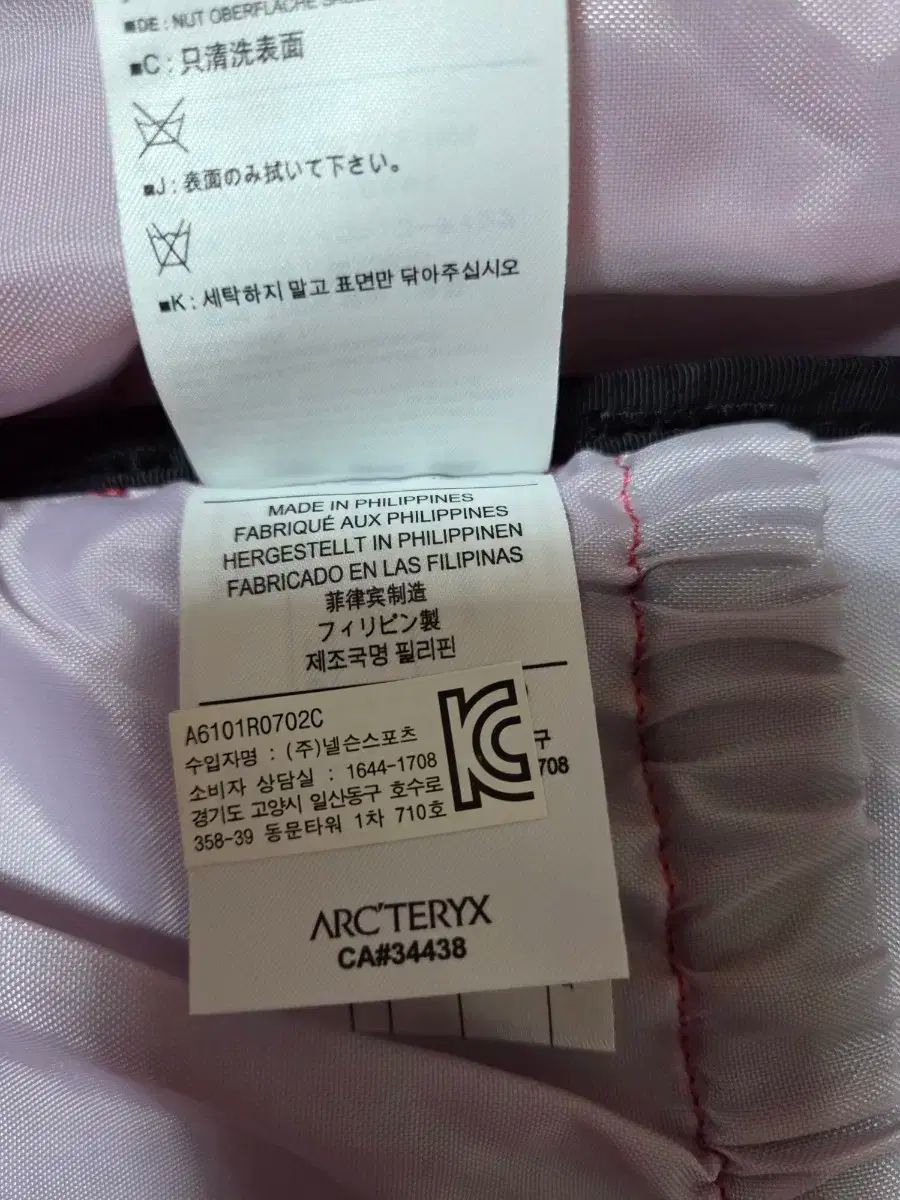 ■DE : NUT OBERFLÄCHE
■C : 只清洗表面
■J : 表面のみ拭いて下さい。
■K : 세탁하지 말고 표면만 닦아주십시오
MADE IN PHILIPPINES
FABRIQUÉ AUX PHILIPPINES
HERGESTELLT IN PHILIPPINEN
FABRICADO EN LAS FILIPINAS
菲律宾制造
フィリピン製
제조국명 필리핀
A6101R0702C
수입자명 : (주)넬슨스포츠
소비자 상담실 : 1644-1708
경기도 고양시 일산동구 호수로
358-39 동문타워 1차 710호
구
708
ARC'TERYX
CA#34438